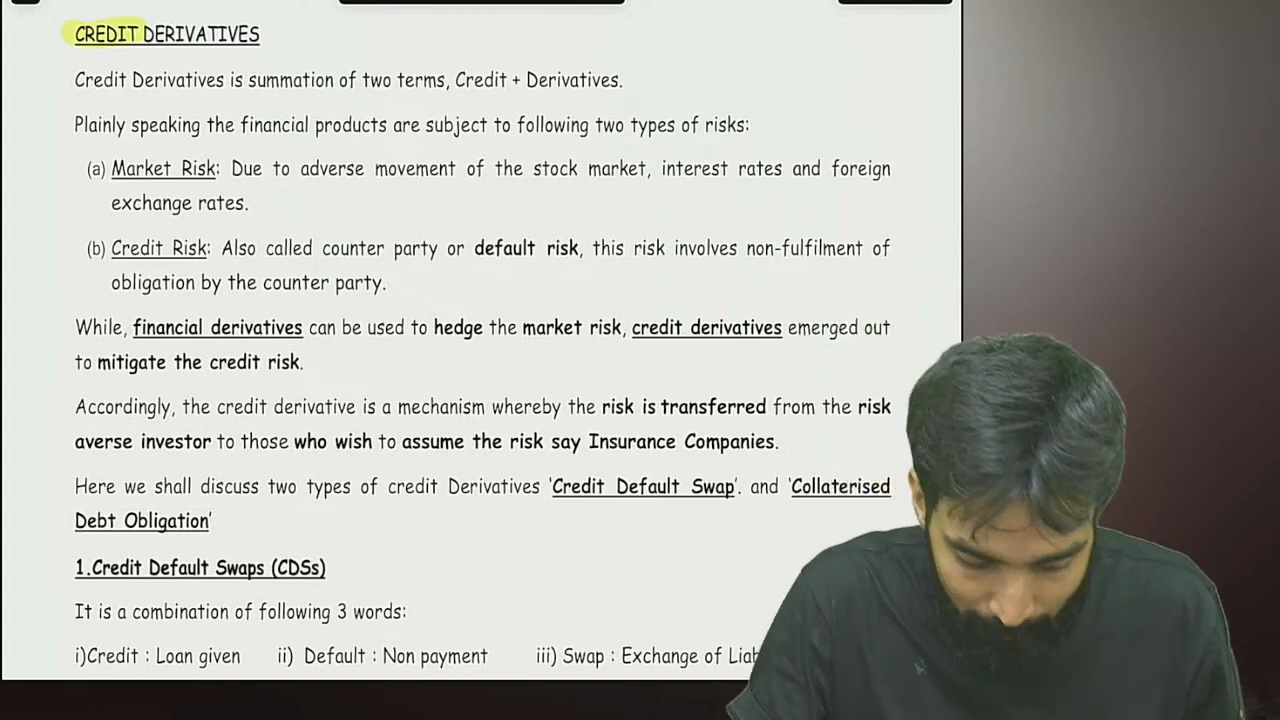 CREDIT DERIVATIVES
Credit Derivatives is summation of two terms, Credit + Derivatives.
Plainly speaking the financial products are subject to following two types of risks:
(a) Market Risk: Due to adverse movement of the stock market, interest rates and foreign
exchange rates.
(b) Credit Risk: Also called counter party or default risk, this risk involves non-fulfilment of
obligation by the counter party.
While, financial derivatives can be used to hedge the market risk, credit derivatives emerged out
to mitigate the credit risk.
Accordingly, the credit derivative is a mechanism whereby the risk is transferred from the risk
averse investor to those who wish to assume the risk say Insurance Companies.
Here we shall discuss two types of credit Derivatives 'Credit Default Swap'. and 'Collaterised
Debt Obligation'
1.Credit Default Swaps (CDSs)
It is a combination of following 3 words:
i)Credit : Loan given ii) Default : Non payment iii) Swap : Exchange of